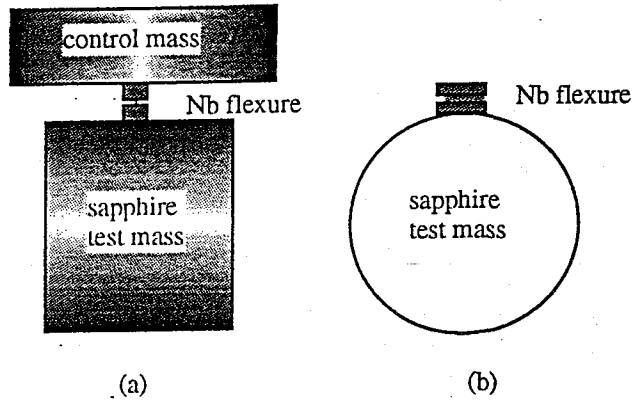 control mass
Nb flexure
sapphire
test mass
(a)
Nb flexure
sapphire
test mass
(b)